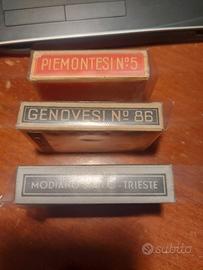 PIEMONTESI Nº5
GENOVESI Nº 86
MODIANO TRIESTE
subito